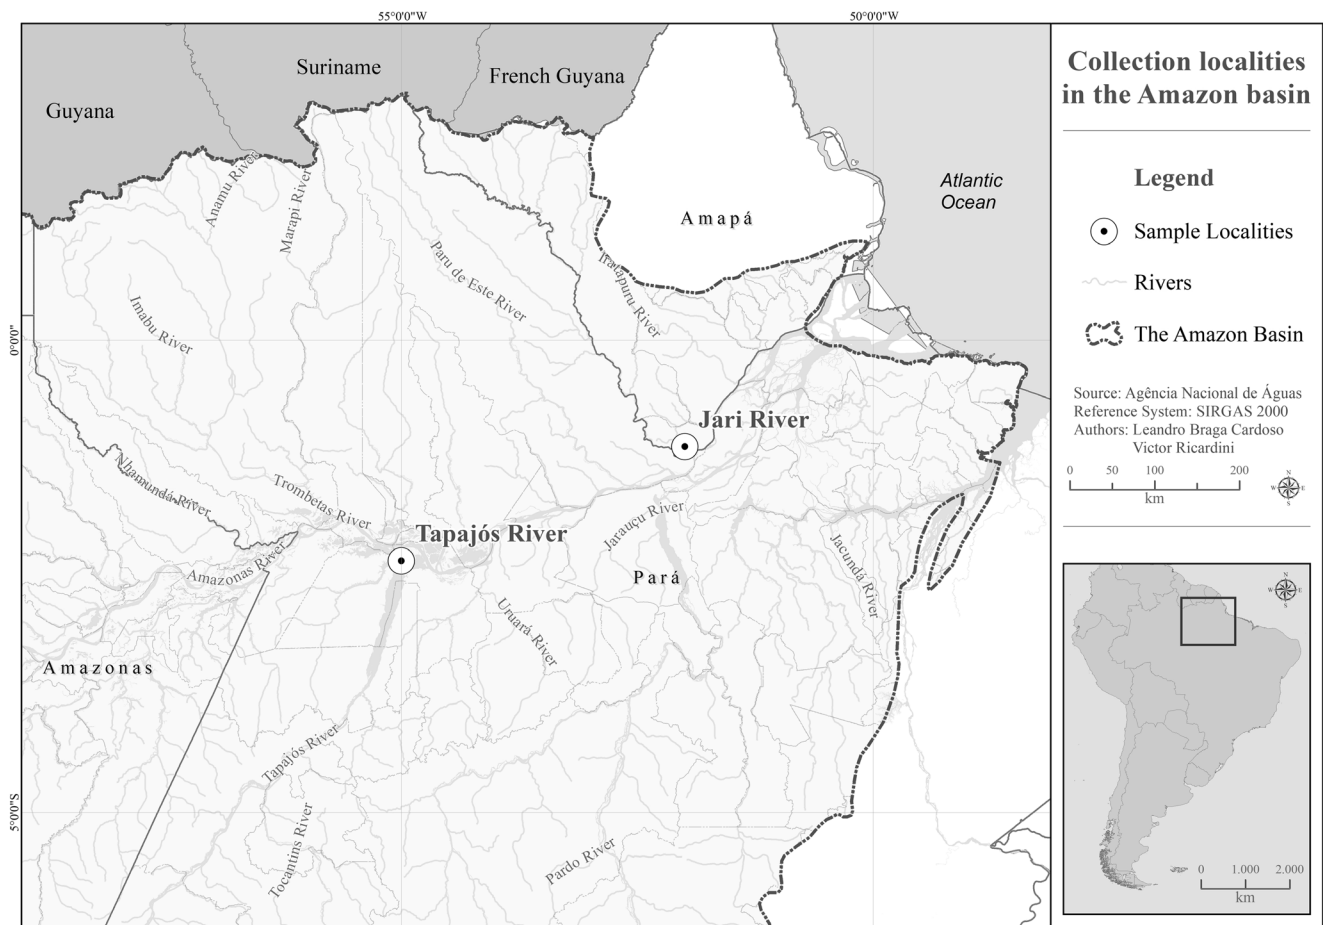 55°0'0"W
50°0'0"W
Suriname
French Guyana
Guyana
Atlantic
Ocean
Amapá
Anamu River
Marapi River
Paru de Este River
Iratapuru River
Imabu River
0°0'0"
Jari River
Nhamundá River
Trombetas River
Tapajós River
Jarauçu River
Jacundá River
Amazonas River
Pará
Uruará River
Amazonas
Tapajós River
Tocantins River
Pardo River
5°0'0"S
Collection localities
in the Amazon basin
Legend
Sample Localities
Rivers
The Amazon Basin
Source: Agência Nacional de Águas
Reference System: SIRGAS 2000
Authors: Leandro Braga Cardoso
Victor Ricardini
0 50 100 200
km
N
W E
S
N
W E
S
0 1.000 2.000
km